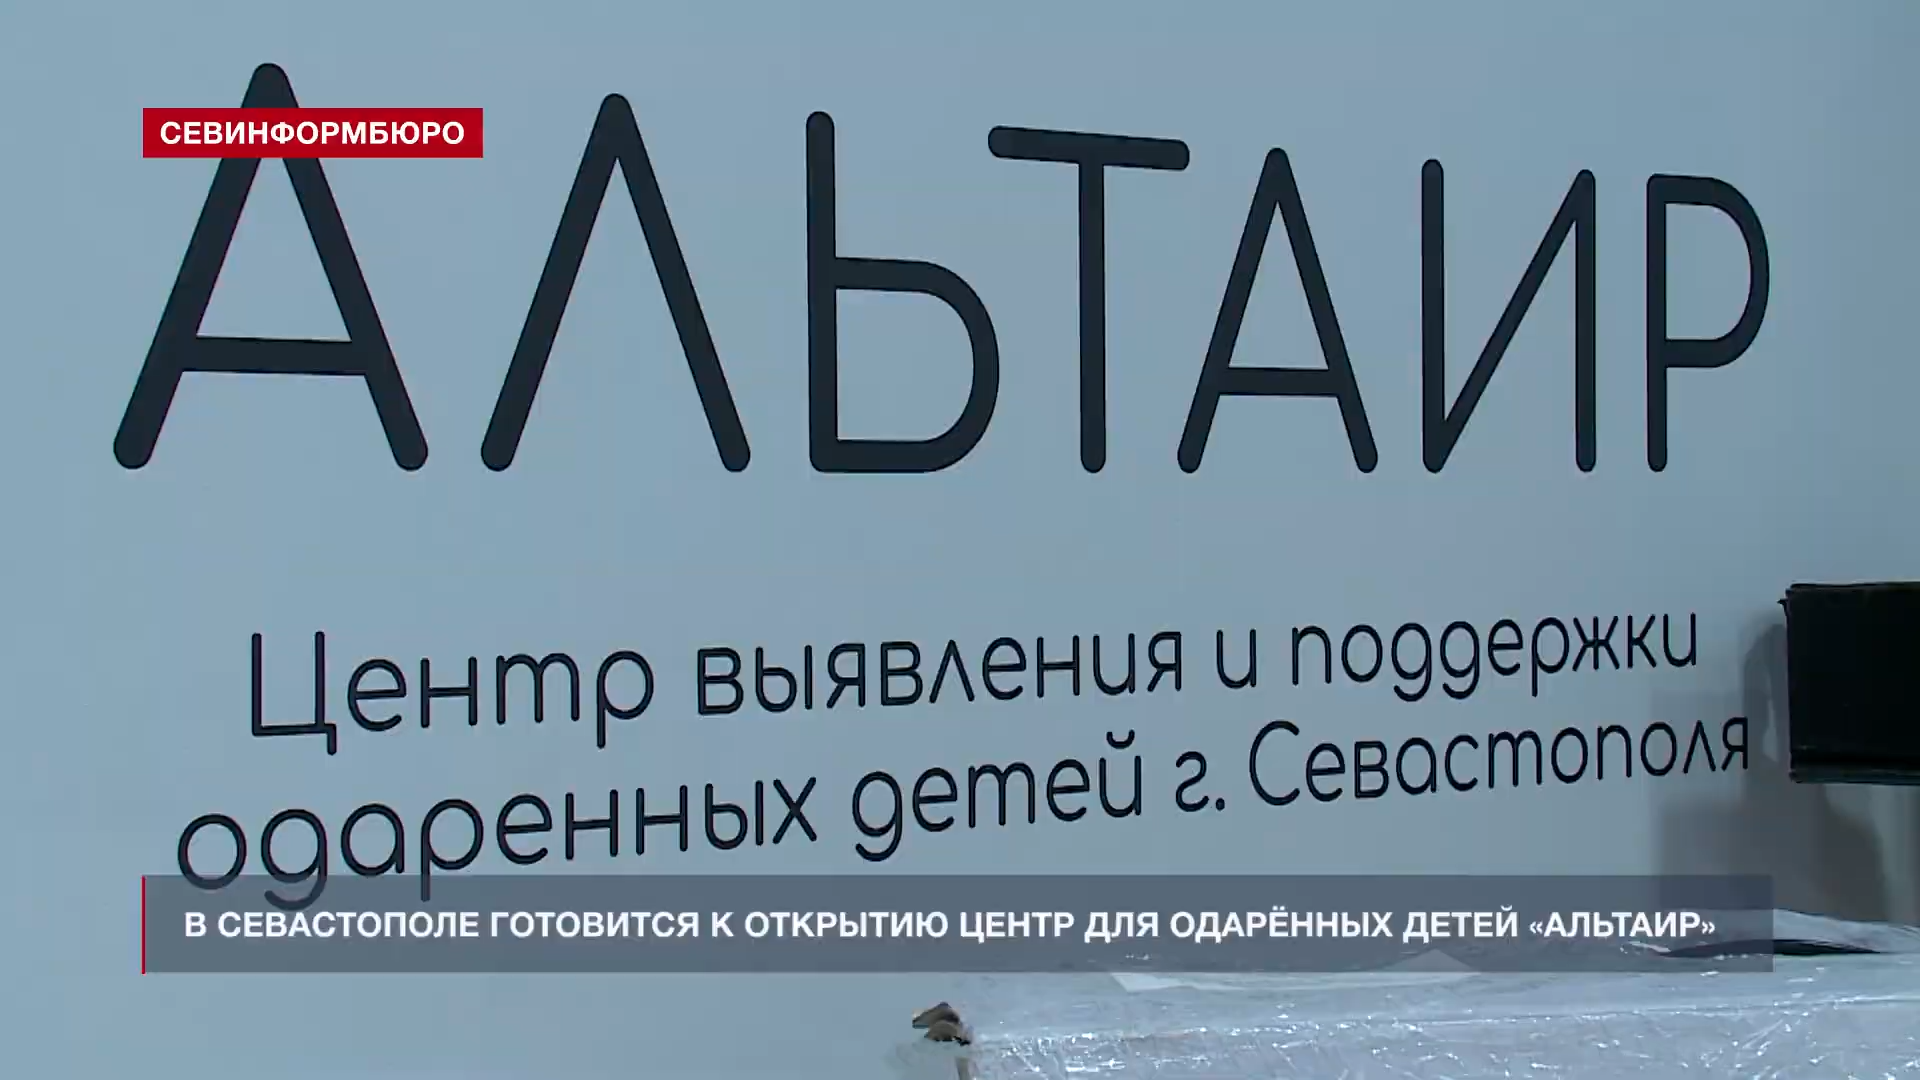 СЕВИНФОРМБЮРО
АЛЬТАИР
Центр выявления и поддержки
одаренных детей г. Севастополя
В СЕВАСТОПОЛЕ ГОТОВИТСЯ К ОТКРЫТИЮ ЦЕНТР ДЛЯ ОДАРЁННЫХ ДЕТЕЙ «АЛЬТАИР»